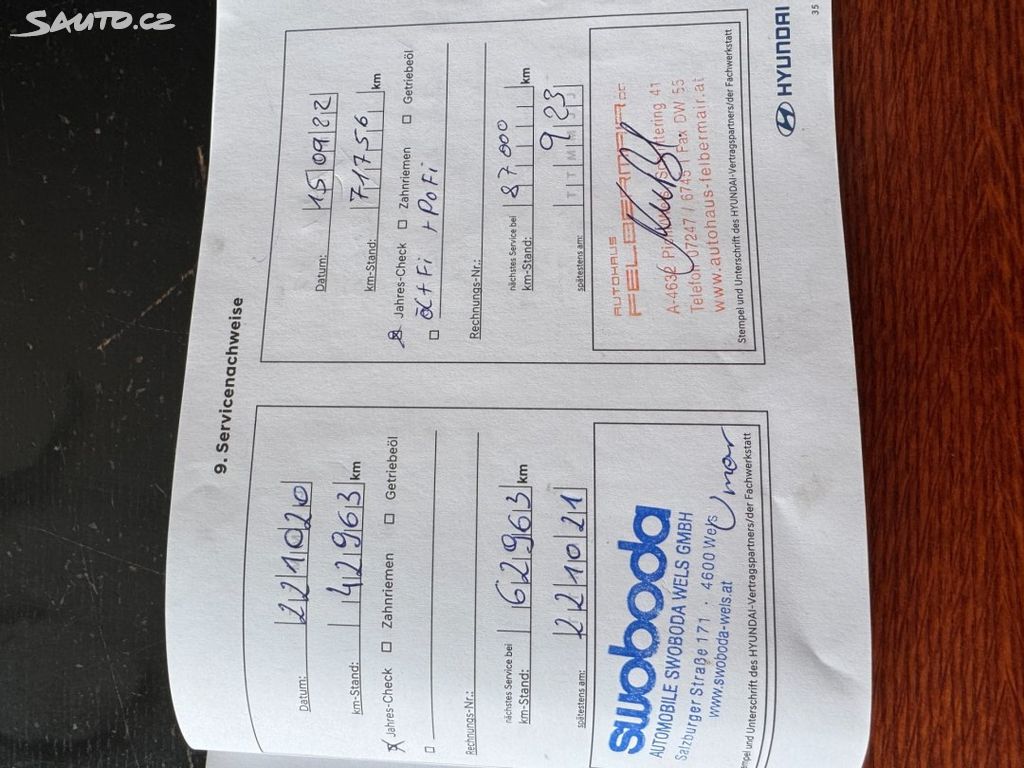 SAUTO.CZ
9. Servicenachweise
Datum: 22 10 20
km-Stand: 42963 km
Jahres-Check Zahnriemen Getriebeöl
Rechnungs-Nr.:
nächstes Service bei
km-Stand: 62963 km
spätestens am: 22 10 21
swoboda
AUTOMOBILE SWOBODA WELS GMBH
Salzburger Straße 171 · 4600 Wels
www.swoboda-wels.at
empel und Unterschrift des HYUNDAI-Vertragspartners/der Fachwerkstatt
Datum: 15 09 22
km-Stand: 71756 km
Jahres-Check Zahnriemen Getriebeöl
+ PoFi
Rechnungs-Nr.:
nächstes Service bei
km-Stand: 87000 km
spätestens am: 9 23
AUTOHAUS
FELBERMAIR
A-4632
Telefon 07247 / 6745 | Fax DW 55
www.autohaus-felbermair.at
Stempel und Unterschrift des HYUNDAI-Vertragspartners/der Fachwerkstatt
HYUNDAI
35